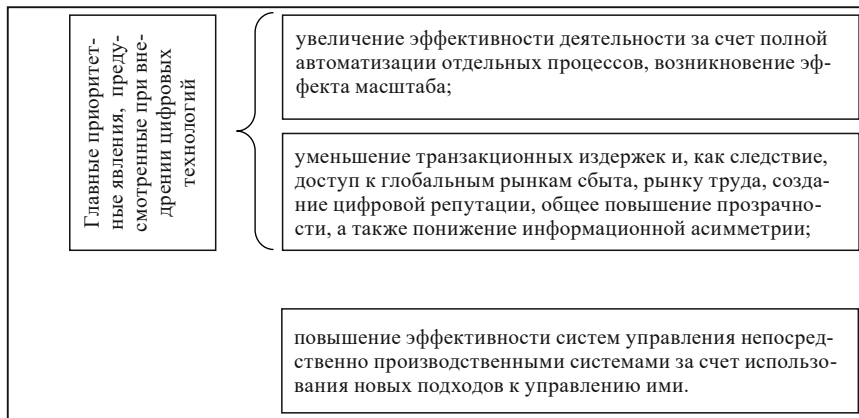 Главные приоритет-
ные явления, преду-
смотренные при вне-
дрении цифровых
технологий
увеличение эффективности деятельности за счет полной
автоматизации отдельных процессов, возникновение эф-
фекта масштаба;
уменьшение транзакционных издержек и, как следствие,
доступ к глобальным рынкам сбыта, рынку труда, созда-
ние цифровой репутации, общее повышение прозрачно-
сти, а также понижение информационной асимметрии;
повышение эффективности систем управления непосред-
ственно производственными системами за счет использо-
вания новых подходов к управлению ими.